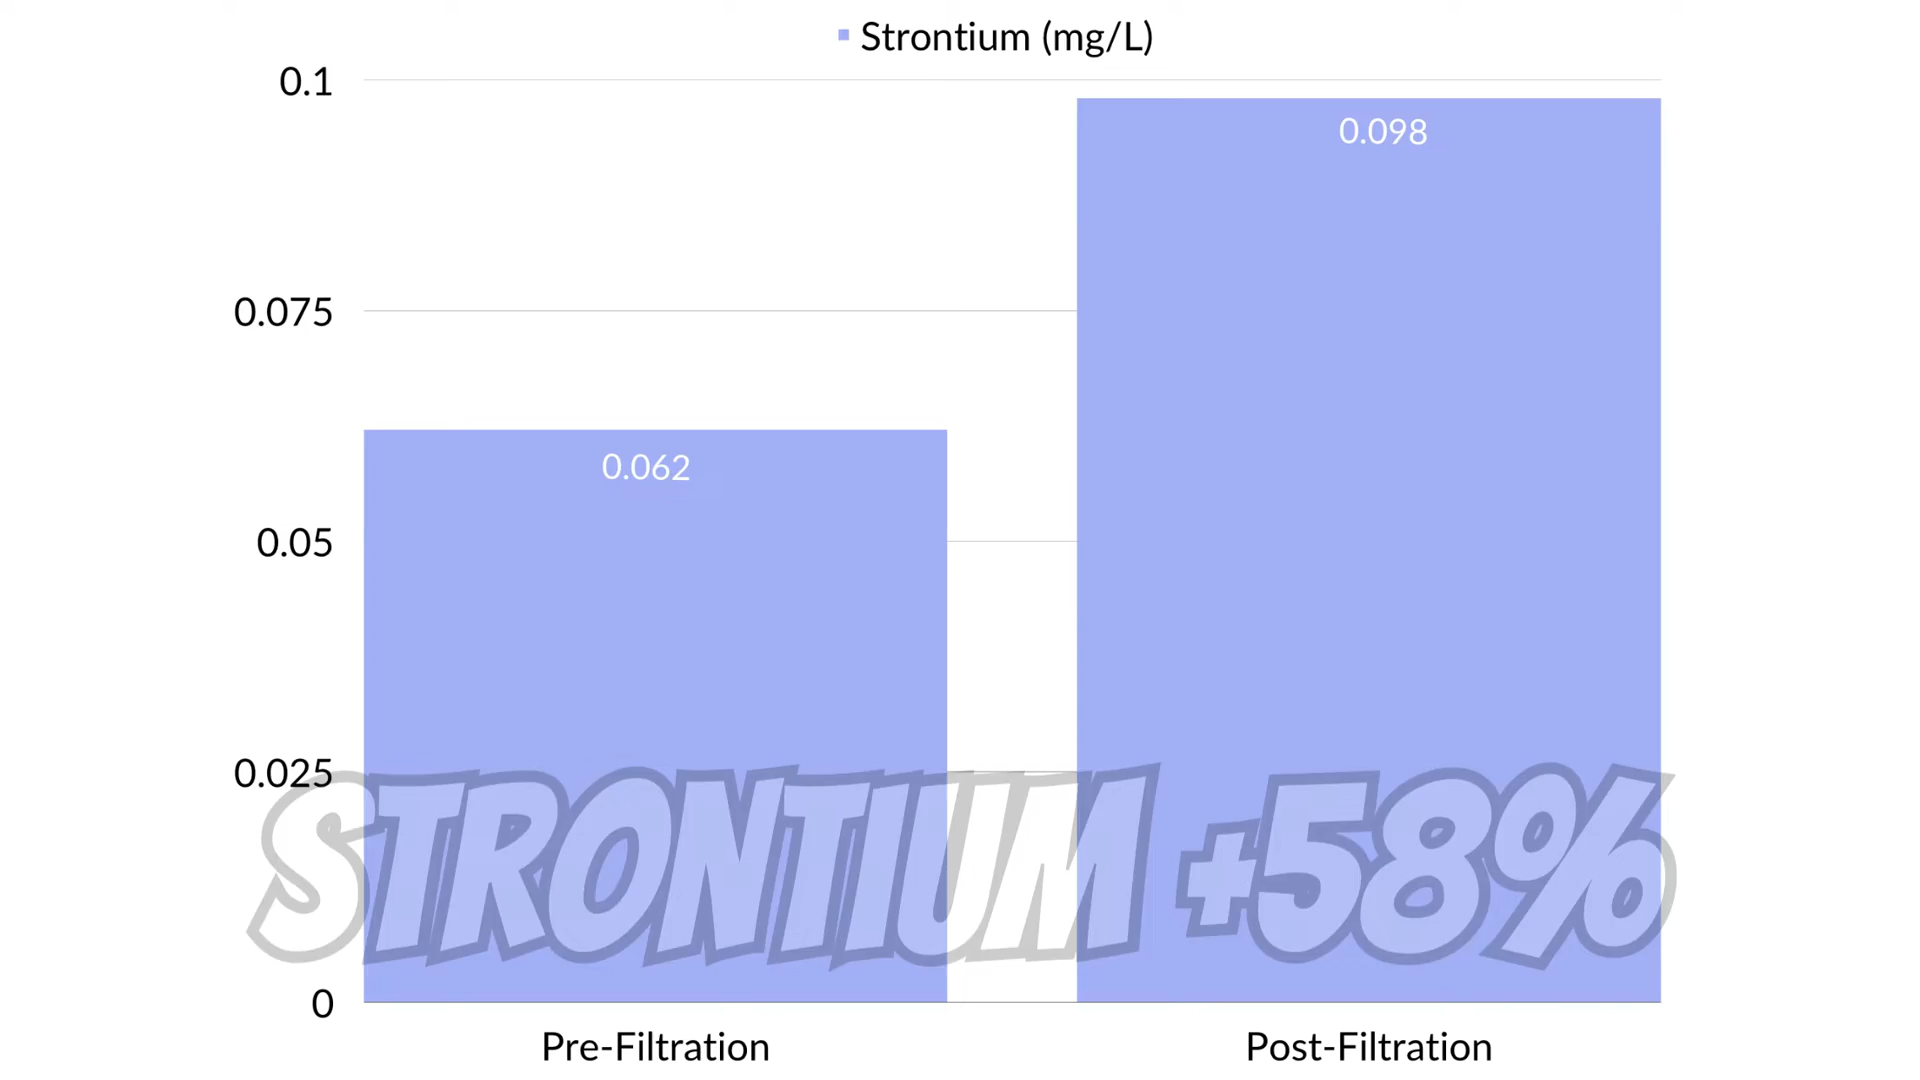 Strontium (mg/L)
0.1
0.098
0.075
0.062
0.05
0.025
STRONTIUM +58%
0
Pre-Filtration
Post-Filtration